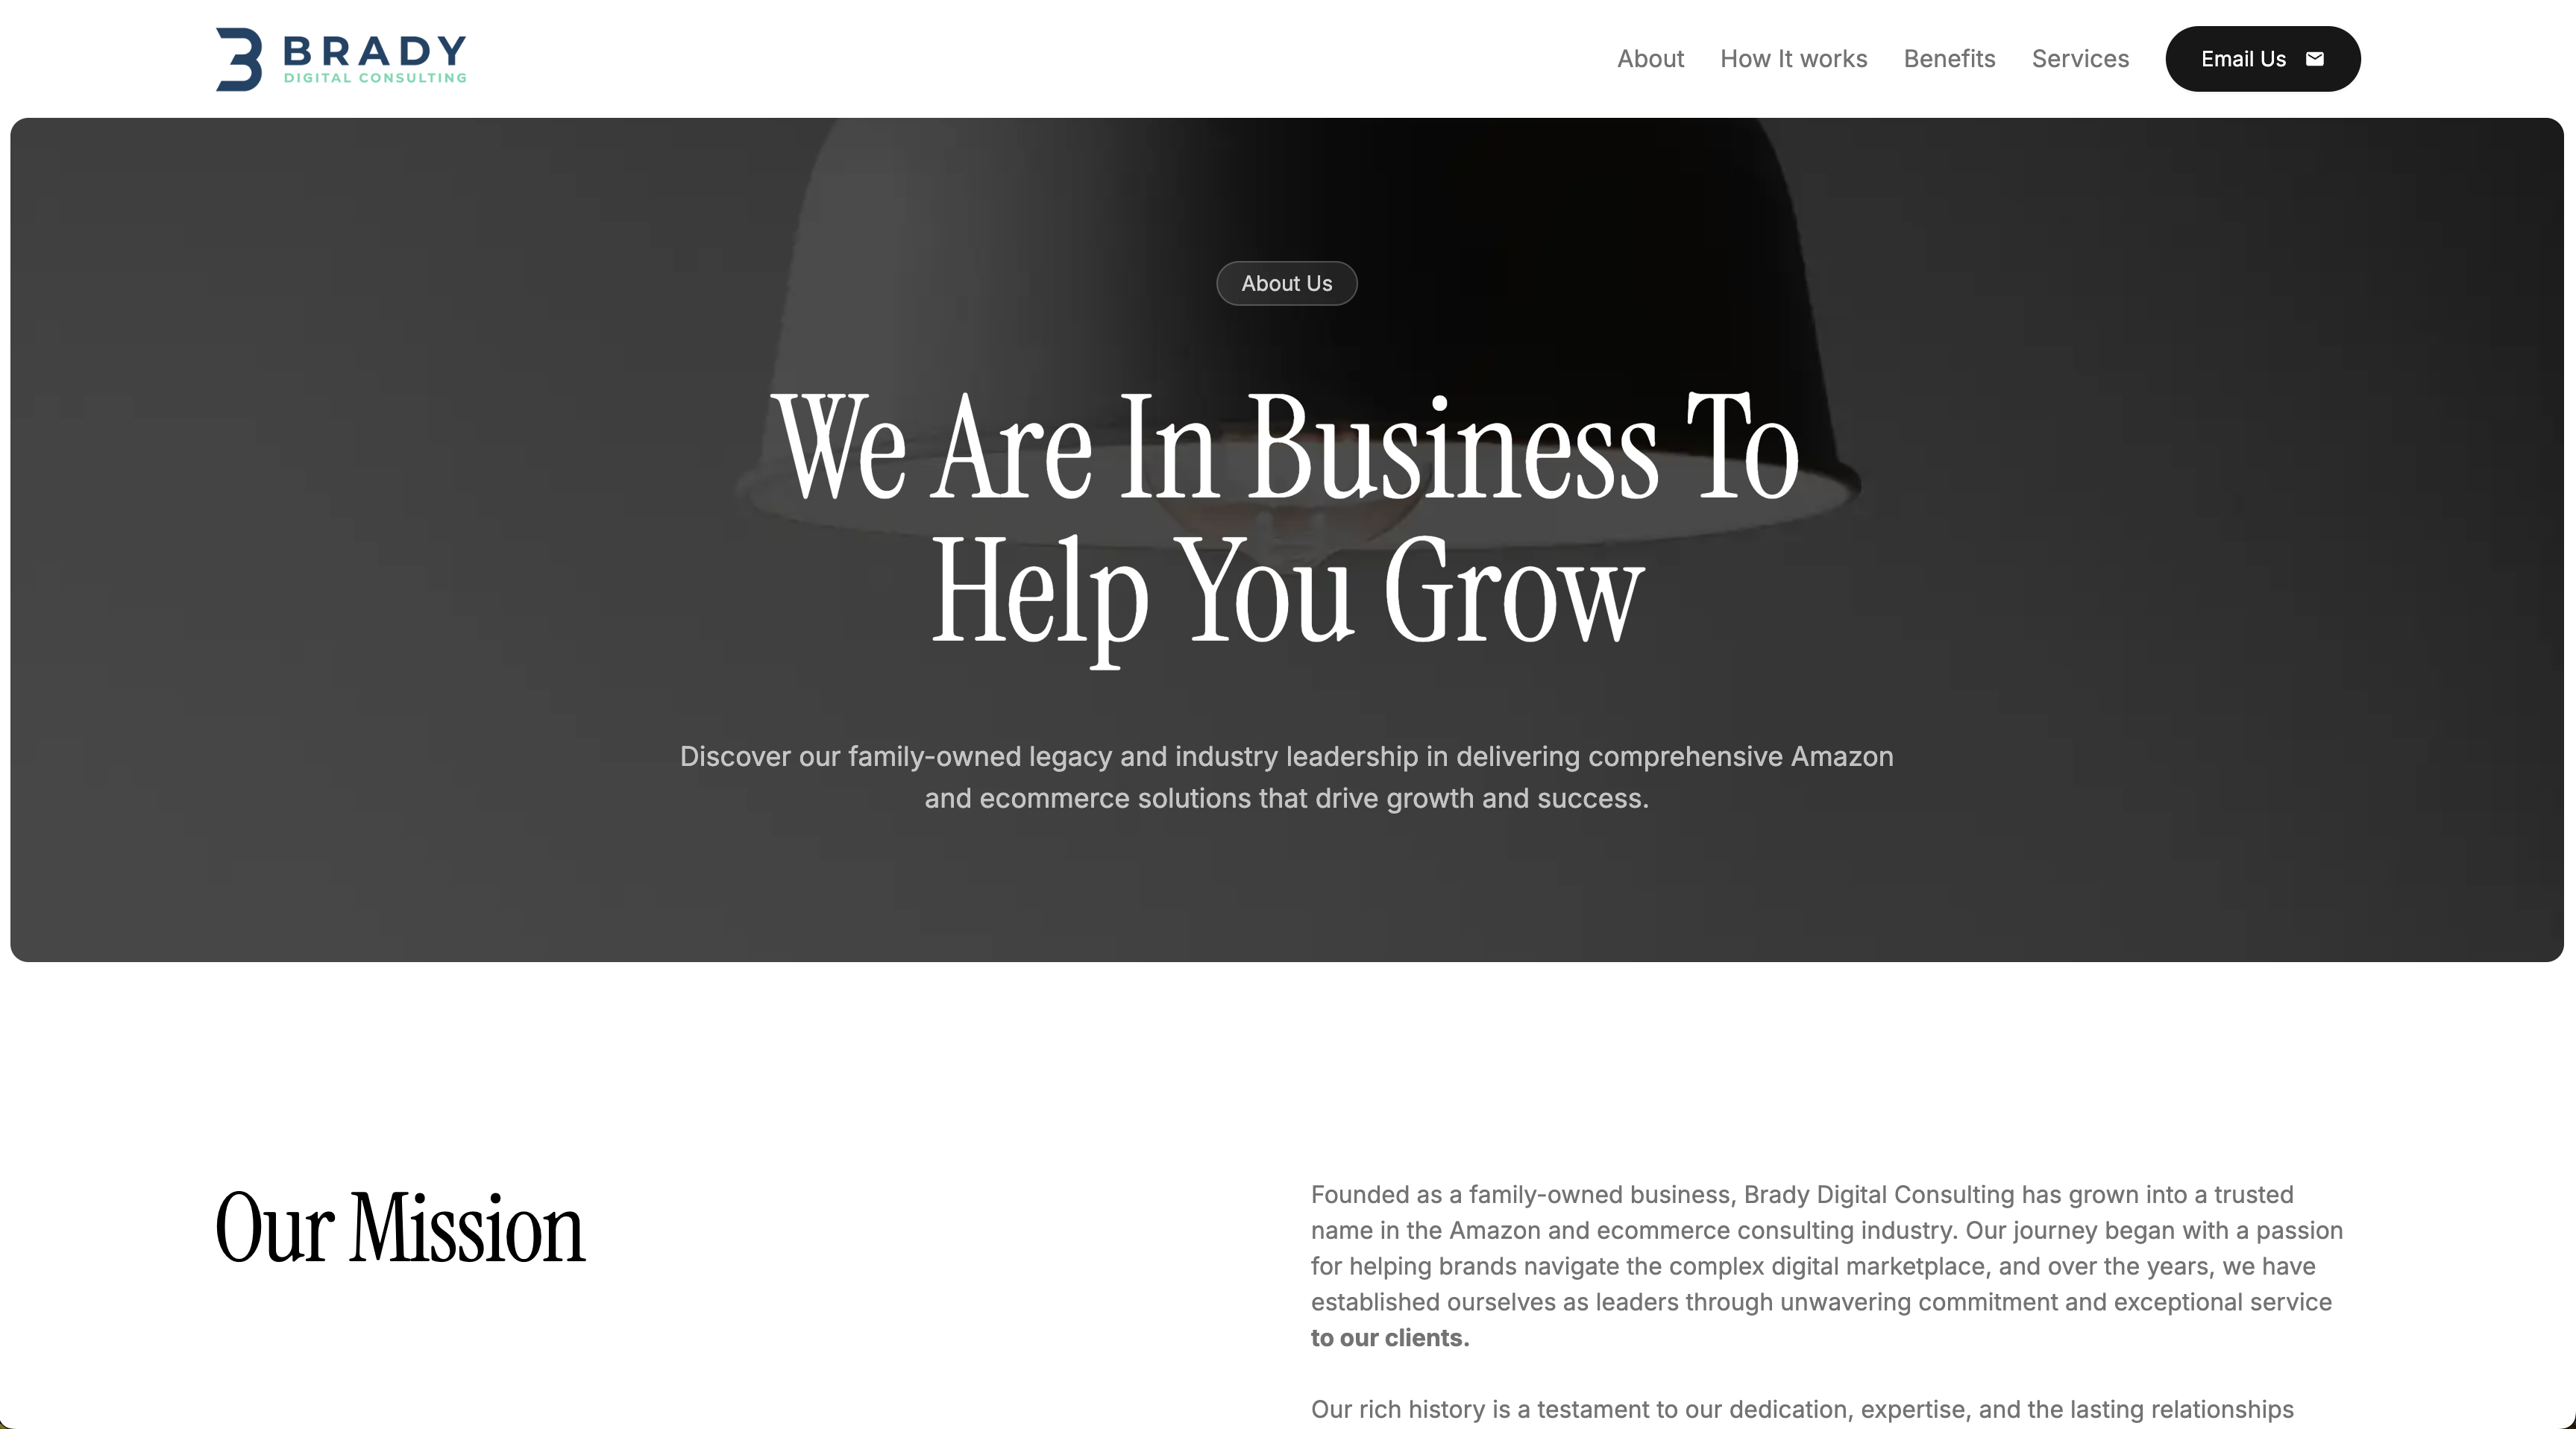 BRADY
DIGITAL CONSULTING
About
How It works
Benefits
Services
Email Us
About Us
We Are In Business To
Help You Grow
Discover our family-owned legacy and industry leadership in delivering comprehensive Amazon
and ecommerce solutions that drive growth and success.
Our Mission
Founded as a family-owned business, Brady Digital Consulting has grown into a trusted
name in the Amazon and ecommerce consulting industry. Our journey began with a passion
for helping brands navigate the complex digital marketplace, and over the years, we have
established ourselves as leaders through unwavering commitment and exceptional service
to our clients.
Our rich history is a testament to our dedication, expertise, and the lasting relationships